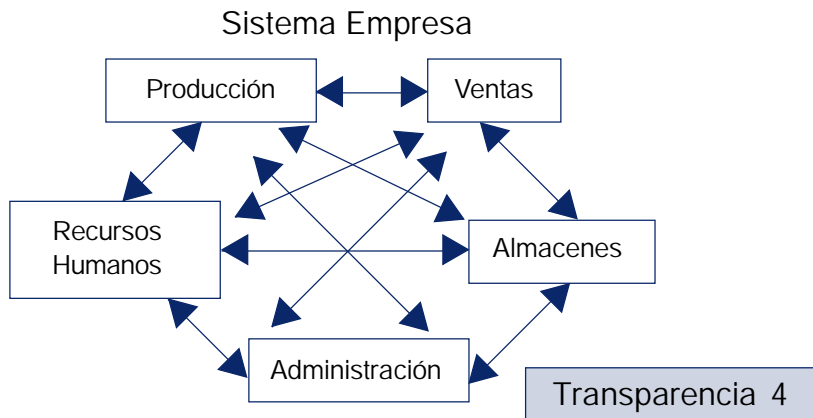 Sistema Empresa
Producción
Ventas
Recursos
Humanos
Almacenes
Administración
Transparencia 4